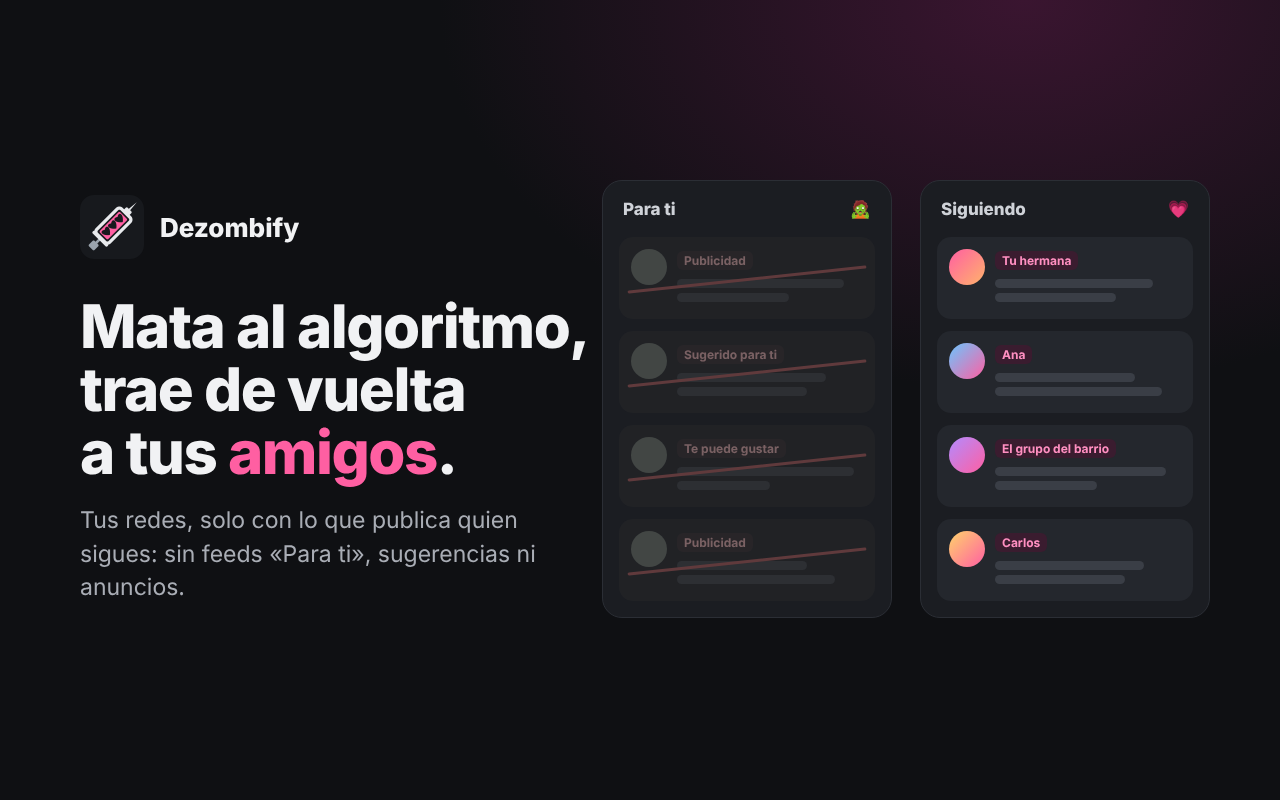 Dezombify
Mata al algoritmo,
trae de vuelta
a tus amigos.
Tus redes, solo con lo que publica quien
sigues: sin feeds «Para ti», sugerencias ni
anuncios.
Para ti
Publicidad
Sugerido para ti
Te puede gustar
Publicidad
Siguiendo
Tu hermana
Ana
El grupo del barrio
Carlos